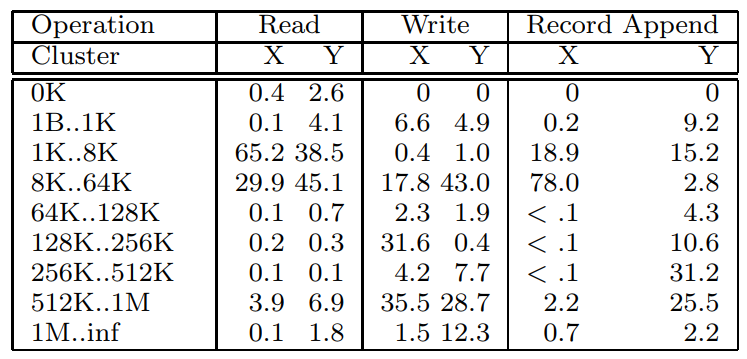 Operation Read Write Record Append
Cluster X Y X Y X Y
0K 0.4 2.6 0 0 0 0
1B..1K 0.1 4.1 6.6 4.9 0.2 9.2
1K..8K 65.2 38.5 0.4 1.0 18.9 15.2
8K..64K 29.9 45.1 17.8 43.0 78.0 2.8
64K..128K 0.1 0.7 2.3 1.9 < .1 4.3
128K..256K 0.2 0.3 31.6 0.4 < .1 10.6
256K..512K 0.1 0.1 4.2 7.7 < .1 31.2
512K..1M 3.9 6.9 35.5 28.7 2.2 25.5
1M..inf 0.1 1.8 1.5 12.3 0.7 2.2